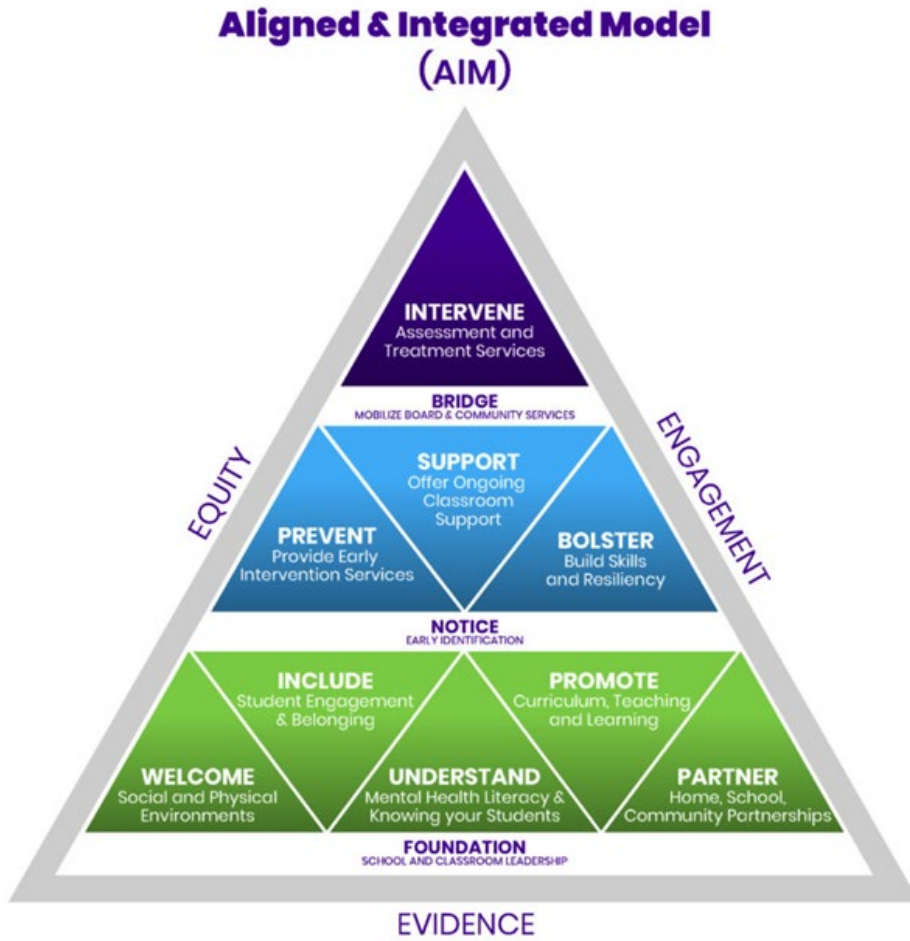 Aligned & Integrated Model
(AIM)
INTERVENE
Assessment and
Treatment Services
BRIDGE
MOBILIZE BOARD & COMMUNITY SERVICES
EQUITY
ENGAGEMENT
SUPPORT
Offer Ongoing
Classroom
Support
PREVENT
Provide Early
Intervention Services
BOLSTER
Build Skills
and Resiliency
NOTICE
EARLY IDENTIFICATION
INCLUDE
Student Engagement
& Belonging
PROMOTE
Curriculum, Teaching
and Learning
WELCOME
Social and Physical
Environments
UNDERSTAND
Mental Health Literacy &
Knowing your Students
PARTNER
Home, School,
Community Partnerships
FOUNDATION
SCHOOL AND CLASSROOM LEADERSHIP
EVIDENCE